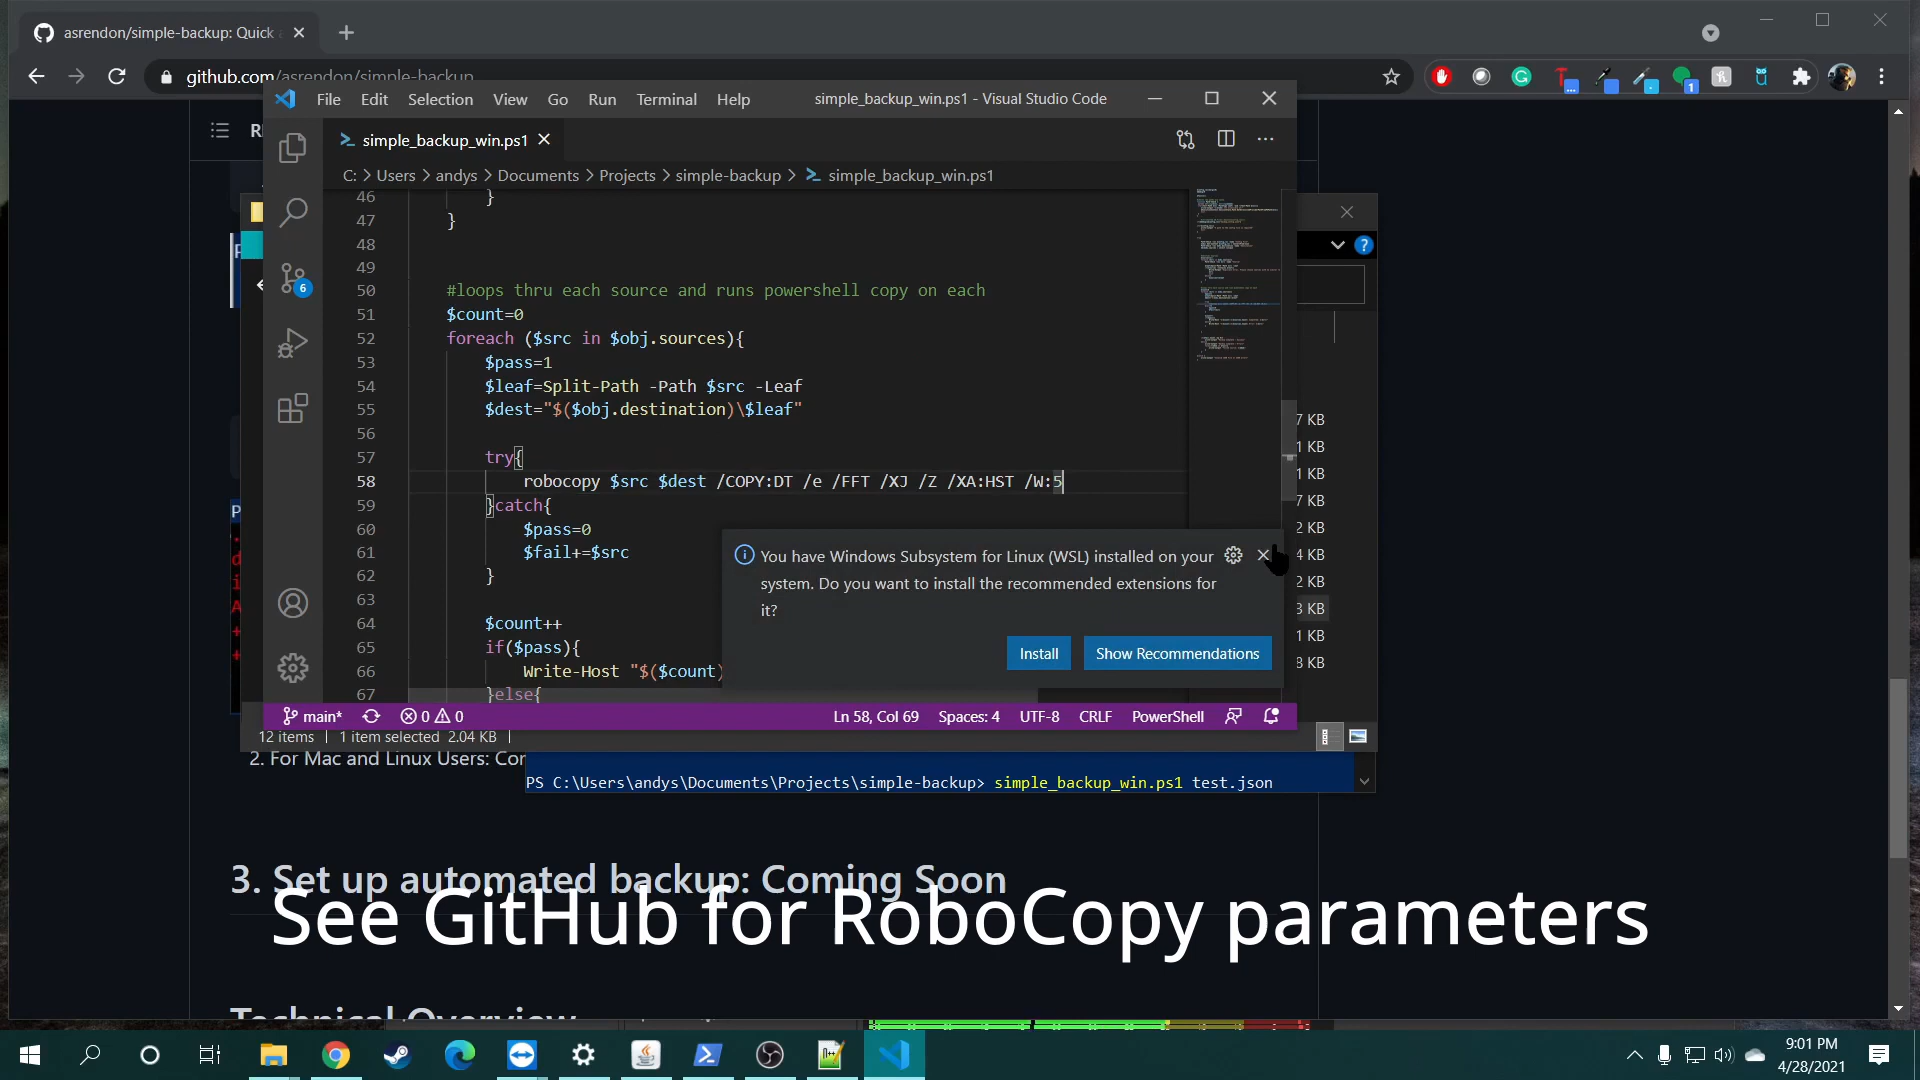 asrendon/simple-backup: Quick
github.com/asrendon/simple-backup
File Edit Selection View Go Run Terminal Help
simple_backup_win.ps1 - Visual Studio Code
simple_backup_win.ps1
C: > Users > andys > Documents > Projects > simple-backup > simple_backup_win.ps1
46 }
47 }
48
49
50 #loops thru each source and runs powershell copy on each
51 $count=0
52 foreach ($src in $obj.sources){
53 $pass=1
54 $leaf=Split-Path -Path $src -Leaf
55 $dest="$($obj.destination)\$leaf"
56
57 try{
58 robocopy $src $dest /COPY:DT /e /FFT /XJ /Z /XA:HST /W:5
59 }catch{
60 $pass=0
61 $fail+=$src
62 }
63
64 $count++
65 if($pass){
66 Write-Host "$($count)
67 }else{
6
You have Windows Subsystem for Linux (WSL) installed on your
system. Do you want to install the recommended extensions for
it?
Install
Show Recommendations
7 KB
1 KB
1 KB
7 KB
2 KB
4 KB
2 KB
3 KB
1 KB
8 KB
main* 0 0 Ln 58, Col 69 Spaces: 4 UTF-8 CRLF PowerShell
12 items 1 item selected 2.04 KB
2. For Mac and Linux Users:
PS C:\Users\andys\Documents\Projects\simple-backup> simple_backup_win.ps1 test.json
3. Set up automated backup: Coming Soon
See GitHub for RoboCopy parameters
Technical Overview
9:01 PM
4/28/2021